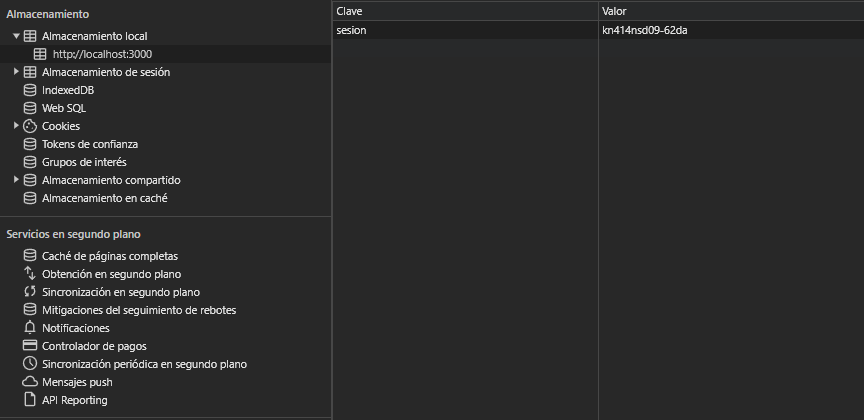 Almacenamiento
Almacenamiento local
http://localhost:3000
Almacenamiento de sesión
IndexedDB
Web SQL
Cookies
Tokens de confianza
Grupos de interés
Almacenamiento compartido
Almacenamiento en caché
Servicios en segundo plano
Caché de páginas completas
Obtención en segundo plano
Sincronización en segundo plano
Mitigaciones del seguimiento de rebotes
Notificaciones
Controlador de pagos
Sincronización periódica en segundo plano
Mensajes push
API Reporting
Clave Valor
sesion kn414nsd09-62da